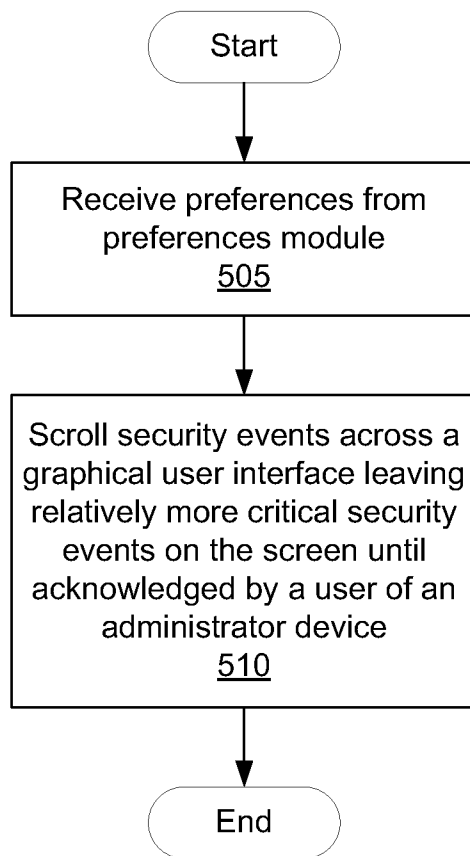 Start
Receive preferences from
preferences module
505
Scroll security events across a
graphical user interface leaving
relatively more critical security
events on the screen until
acknowledged by a user of an
administrator device
510
End